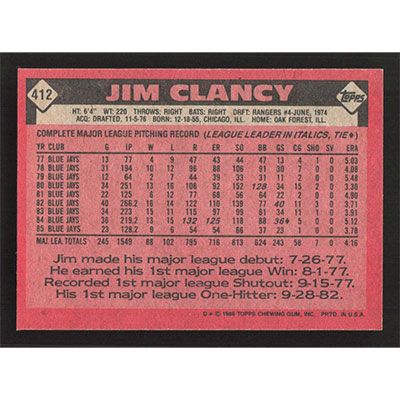 412
JIM CLANCY
topps
HT: 6'4" WT: 220 THROWS: RIGHT BATS: RIGHT DRFT: RANGERS #4-JUNE, 1974
ACQ: DRAFTED, 11-5-76 BORN: 12-18-55, CHICAGO, ILL. HOME: OAK FOREST, ILL.
COMPLETE MAJOR LEAGUE PITCHING RECORD (LEAGUE LEADER IN ITALICS, TIE♦)
YR CLUB G IP W L R ER SO BB GS CG SHO SV ERA
77 BLUE JAYS 13 77 4 9 47 43 44 47 13 4 1 0 5.03
78 BLUE JAYS 31 194 10 12 96 88 106 91 30 7 0 0 4.08
79 BLUE JAYS 12 64 2 7 44 39 33 31 11 2 0 0 5.48
80 BLUE JAYS 34 251 13 16 108 92 152 128 34 15 2 0 3.30
81 BLUE JAYS 22 125 6 12 77 68 56 64 22 2 0 0 4.90
82 BLUE JAYS 40 266.2 16 14 122 110 139 77 40♦ 11 3 0 3.71
83 BLUE JAYS 34 223 15 11 115 97 99 61 34 11 1 0 3.91
84 BLUE JAYS 36 219.2 13 15 132 125 118 88 36♦ 5 0 0 5.12
85 BLUE JAYS 23 128.2 9 6 54 54 66 37 23 1 0 0 3.78
MAJ. LEA. TOTALS 245 1549 88 102 795 716 813 624 243 58 7 0 4.16
Jim made his major league debut: 7-26-77.
He earned his 1st major league Win: 8-1-77.
Recorded 1st major league Shutout: 9-15-77.
His 1st major league One-Hitter: 9-28-82.
© 1986 TOPPS CHEWING GUM, INC. PRTD. IN U.S.A.